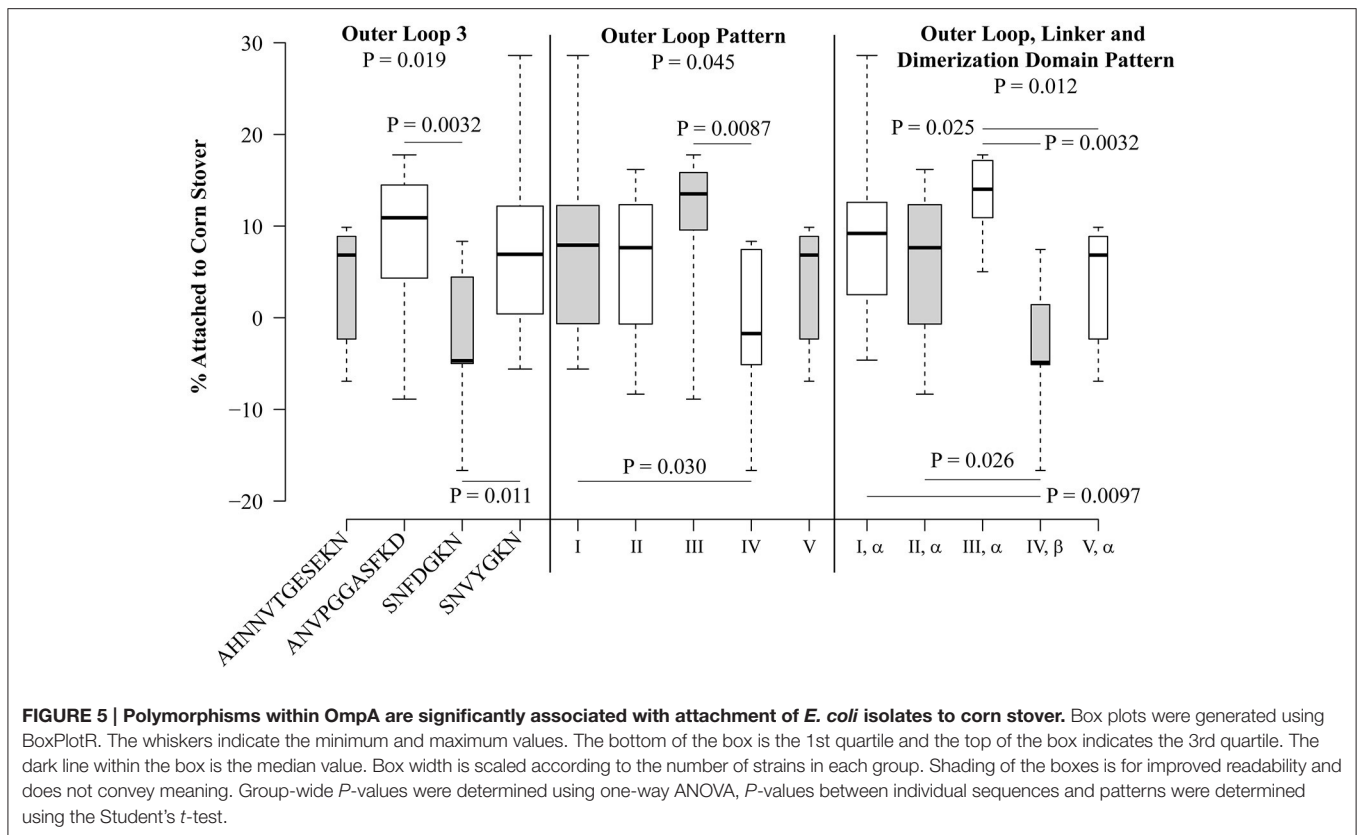 Outer Loop 3
P = 0.019
Outer Loop Pattern
P = 0.045
Outer Loop, Linker and
Dimerization Domain Pattern
P = 0.012
% Attached to Corn Stover
30
20
10
0
−10
−20
P = 0.0032
P = 0.011
P = 0.0087
P = 0.030
P = 0.025
P = 0.0032
P = 0.026
P = 0.0097
AHNNVTGESEKN
ANVPGGASFKD
SNFDGKN
SNVYGKN
I
II
III
IV
V
I, α
II, α
III, α
IV, β
V, α
FIGURE 5 | Polymorphisms within OmpA are significantly associated with attachment of E. coli isolates to corn stover. Box plots were generated using
BoxPlotR. The whiskers indicate the minimum and maximum values. The bottom of the box is the 1st quartile and the top of the box indicates the 3rd quartile. The
dark line within the box is the median value. Box width is scaled according to the number of strains in each group. Shading of the boxes is for improved readability and
does not convey meaning. Group-wide P-values were determined using one-way ANOVA, P-values between individual sequences and patterns were determined
using the Student's t-test.